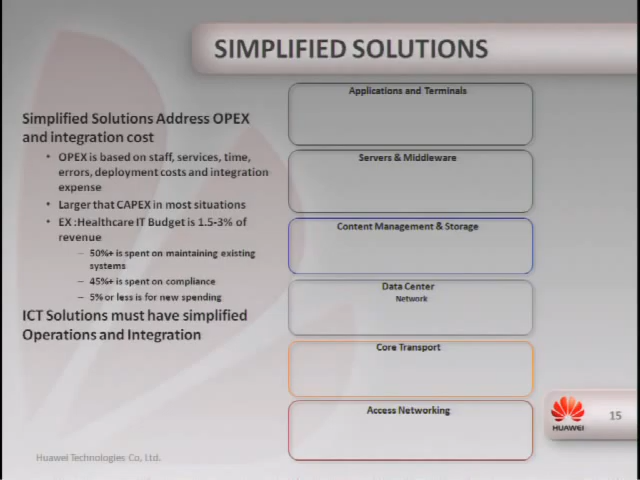 SIMPLIFIED SOLUTIONS
Simplified Solutions Address OPEX
and integration cost
• OPEX is based on staff, services, time,
errors, deployment costs and integration
expense
• Larger that CAPEX in most situations
• EX :Healthcare IT Budget is 1.5-3% of
revenue
– 50%+ is spent on maintaining existing
systems
– 45%+ is spent on compliance
– 5% or less is for new spending
ICT Solutions must have simplified
Operations and Integration
Applications and Terminals
Servers & Middleware
Content Management & Storage
Data Center
Network
Core Transport
Access Networking
HUAWEI
15
Huawei Technologies Co, Ltd.